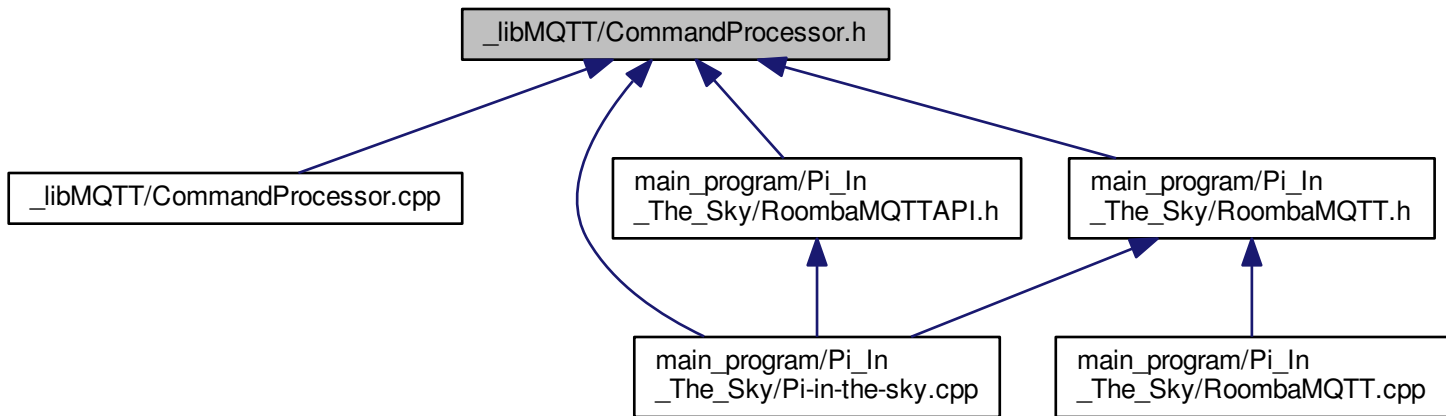 _libMQTT/CommandProcessor.h
_libMQTT/CommandProcessor.cpp
main_program/Pi_In
_The_Sky/RoombaMQTTAPI.h
main_program/Pi_In
_The_Sky/RoombaMQTT.h
main_program/Pi_In
_The_Sky/Pi-in-the-sky.cpp
main_program/Pi_In
_The_Sky/RoombaMQTT.cpp